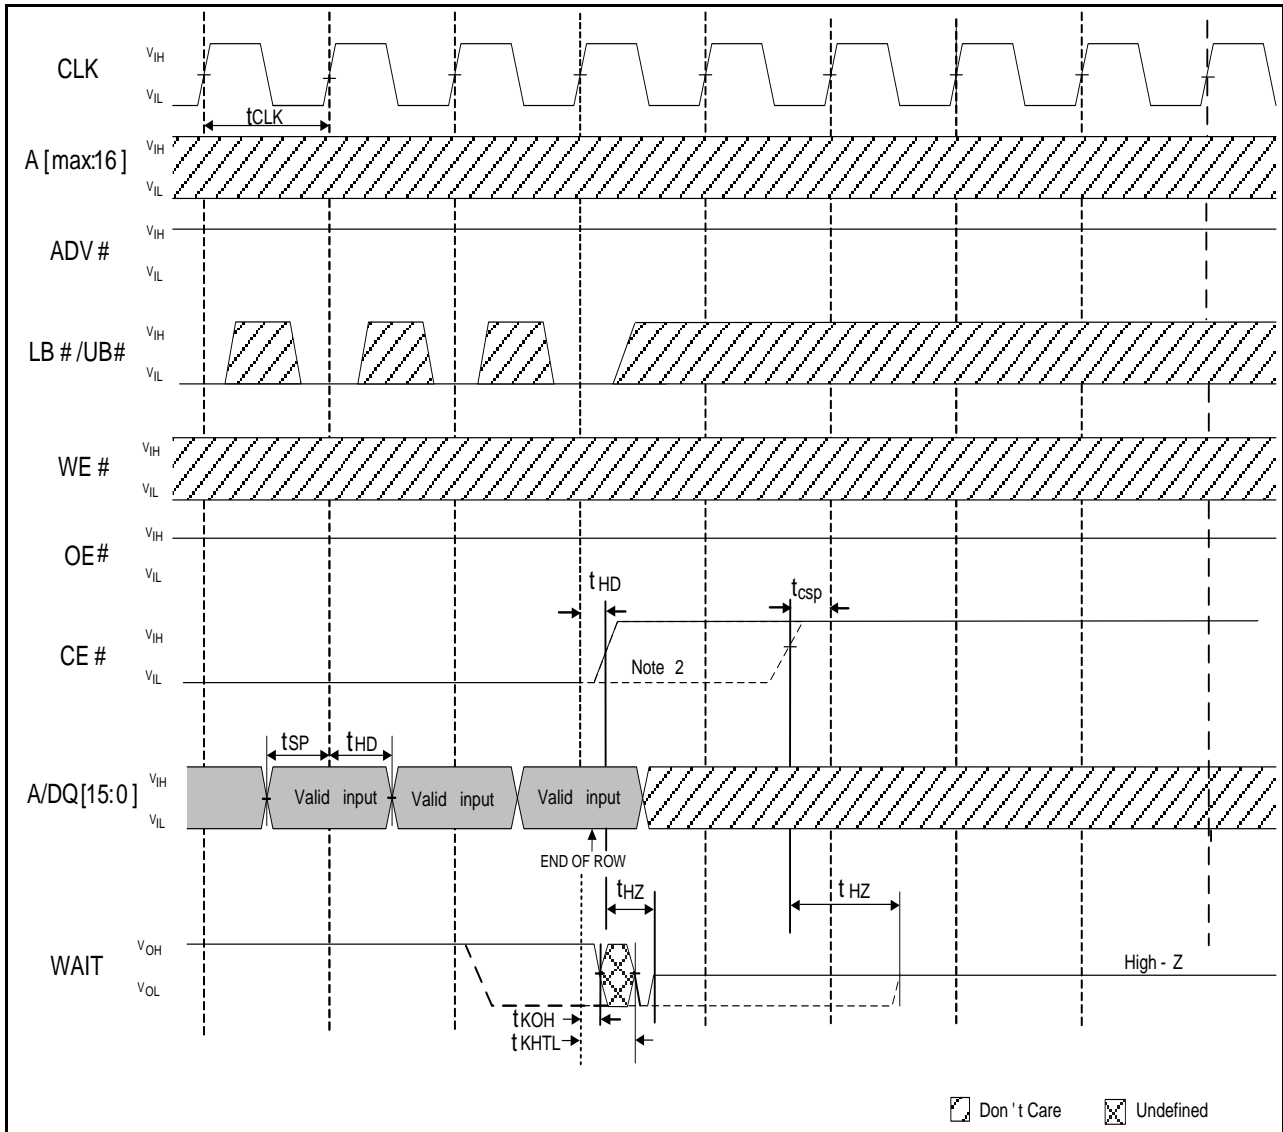 CLK
VIH
VIL
tCLK
A [max:16]
VIH
VIL
ADV #
VIH
VIL
LB # /UB#
VIH
VIL
WE #
VIH
VIL
OE #
VIH
VIL
tHD
tcsp
CE #
VIH
VIL
Note 2
tSP
tHD
A/DQ[15:0]
VIH
VIL
Valid input
Valid input
Valid input
END OF ROW
tHZ
tHZ
WAIT
VOH
VOL
High - Z
tKOH
tKHTL
Don ' t Care
Undefined